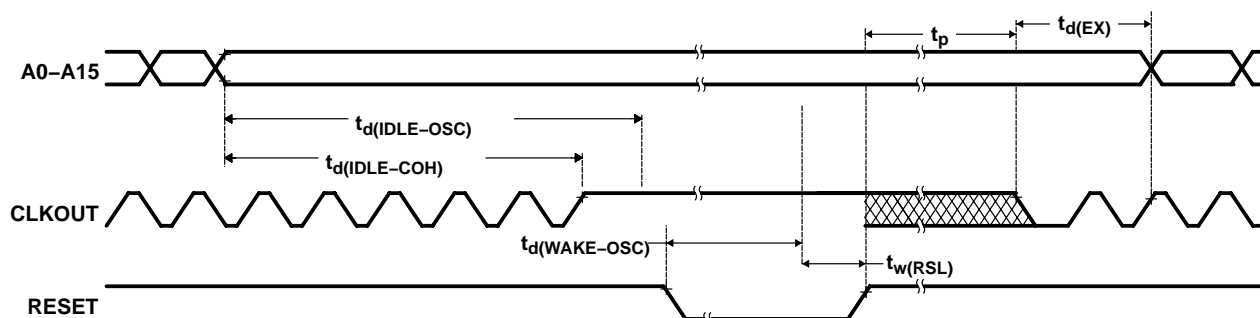 t_d(EX)
t_p
A0–A15
t_d(IDLE–OSC)
t_d(IDLE–COH)
CLKOUT
t_d(WAKE–OSC)
t_w(RSL)
RESET